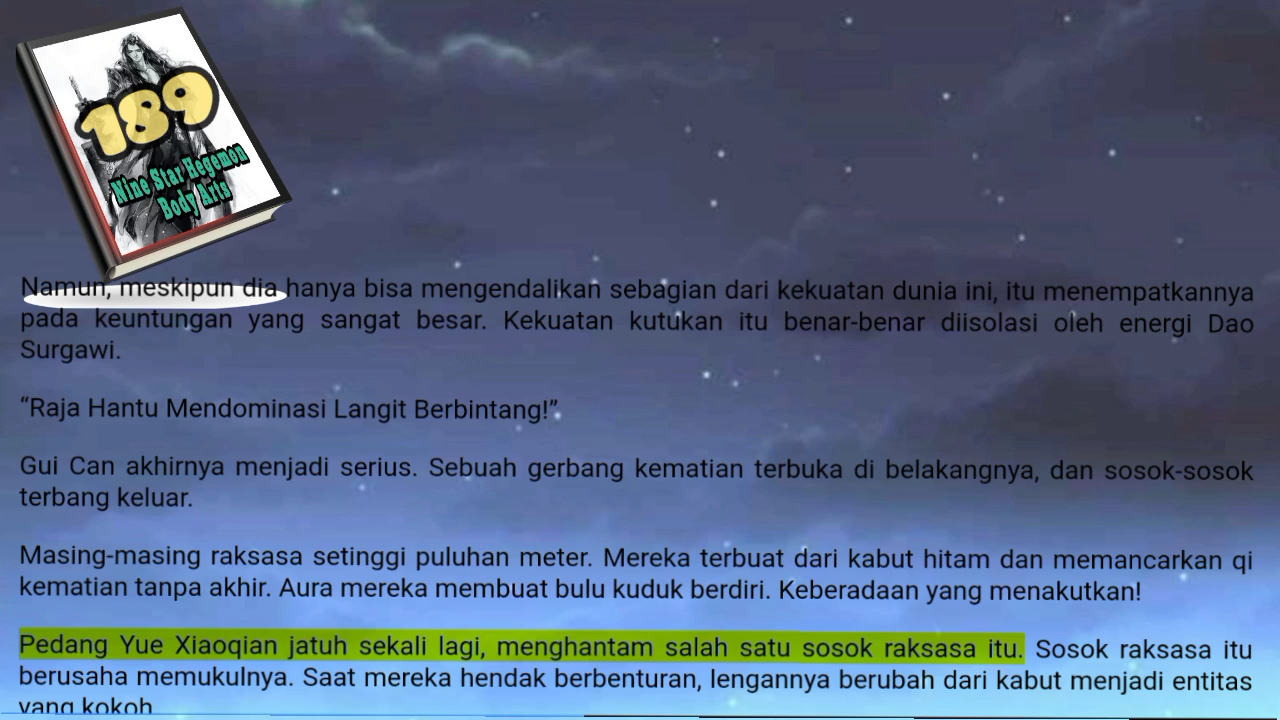 189
Nine Star Hegemon
Body Arts
Namun, meskipun dia hanya bisa mengendalikan sebagian dari kekuatan dunia ini, itu menempatkannya
pada keuntungan yang sangat besar. Kekuatan kutukan itu benar-benar diisolasi oleh energi Dao
Surgawi.
“Raja Hantu Mendominasi Langit Berbintang!”
Gui Can akhirnya menjadi serius. Sebuah gerbang kematian terbuka di belakangnya, dan sosok-sosok
terbang keluar.
Masing-masing raksasa setinggi puluhan meter. Mereka terbuat dari kabut hitam dan memancarkan qi
kematian tanpa akhir. Aura mereka membuat bulu kuduk berdiri. Keberadaan yang menakutkan!
Pedang Yue Xiaoqian jatuh sekali lagi, menghantam salah satu sosok raksasa itu. Sosok raksasa itu
berusaha memukulnya. Saat mereka hendak berbenturan, lengannya berubah dari kabut menjadi entitas
yang kokoh